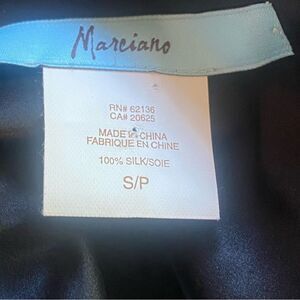 Marciano
RN# 62136
CA# 20625
MADE IN CHINA
FABRIQUE EN CHINE
100% SILK/SOIE
S/P